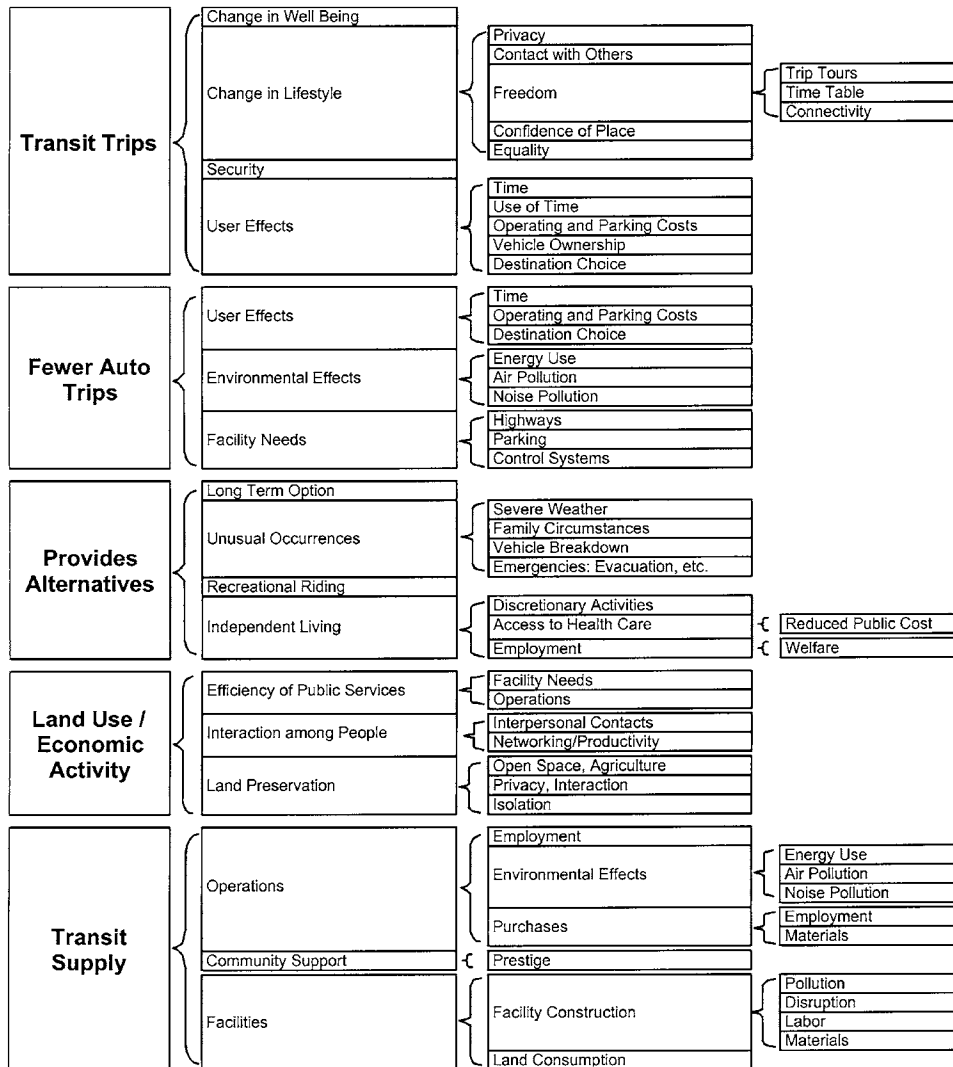 Transit Trips
Change in Well Being
Change in Lifestyle
Privacy
Contact with Others
Freedom
Trip Tours
Time Table
Connectivity
Confidence of Place
Equality
Security
User Effects
Time
Use of Time
Operating and Parking Costs
Vehicle Ownership
Destination Choice
Fewer Auto
Trips
User Effects
Time
Operating and Parking Costs
Destination Choice
Environmental Effects
Energy Use
Air Pollution
Noise Pollution
Facility Needs
Highways
Parking
Control Systems
Provides
Alternatives
Long Term Option
Unusual Occurrences
Severe Weather
Family Circumstances
Vehicle Breakdown
Emergencies: Evacuation, etc.
Recreational Riding
Independent Living
Discretionary Activities
Access to Health Care
Reduced Public Cost
Employment
Welfare
Land Use /
Economic
Activity
Efficiency of Public Services
Facility Needs
Operations
Interaction among People
Interpersonal Contacts
Networking/Productivity
Land Preservation
Open Space, Agriculture
Privacy, Interaction
Isolation
Transit
Supply
Operations
Employment
Environmental Effects
Energy Use
Air Pollution
Noise Pollution
Purchases
Employment
Materials
Community Support
Prestige
Facilities
Facility Construction
Pollution
Disruption
Labor
Materials
Land Consumption